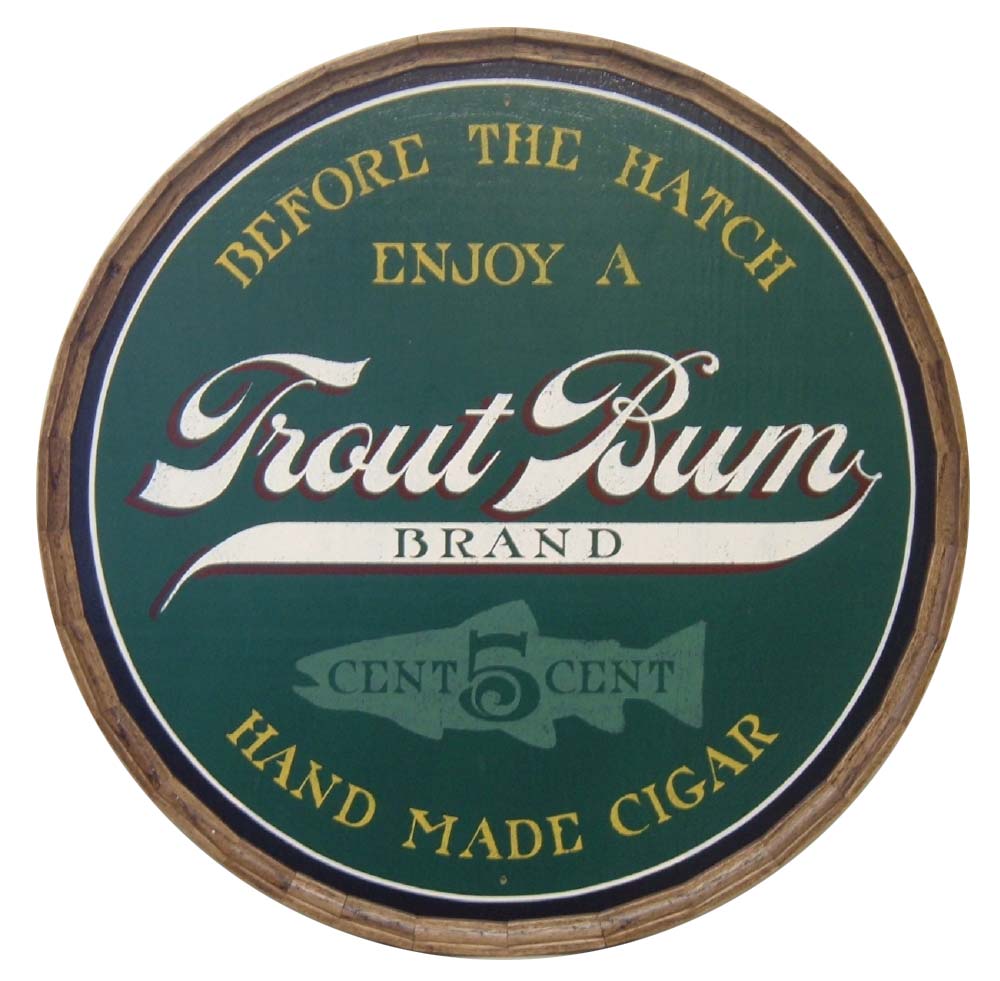 BEFORE THE HATCH
ENJOY A
Trout Bum
BRAND
CENT 5 CENT
HAND MADE CIGAR